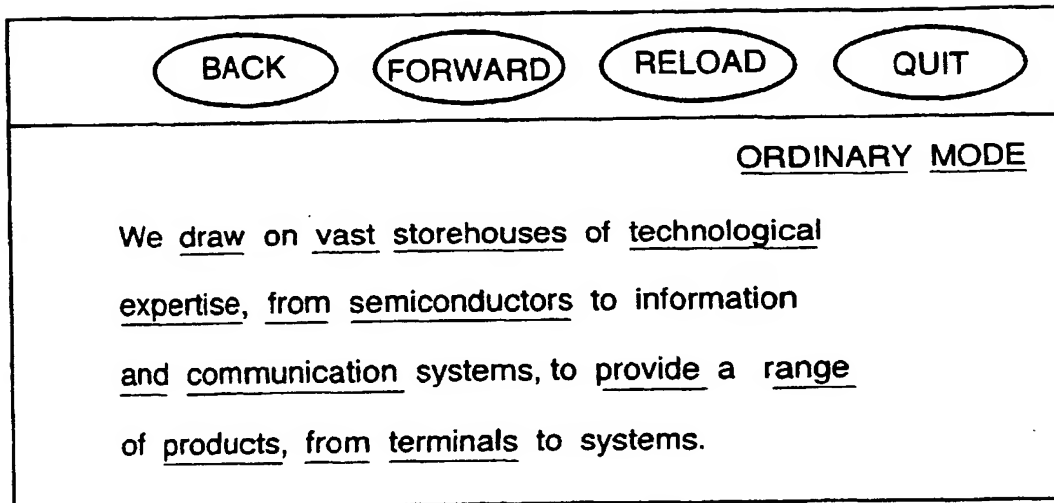 BACK FORWARD RELOAD QUIT
ORDINARY MODE
We draw on vast storehouses of technological
expertise, from semiconductors to information
and communication systems, to provide a range
of products, from terminals to systems.